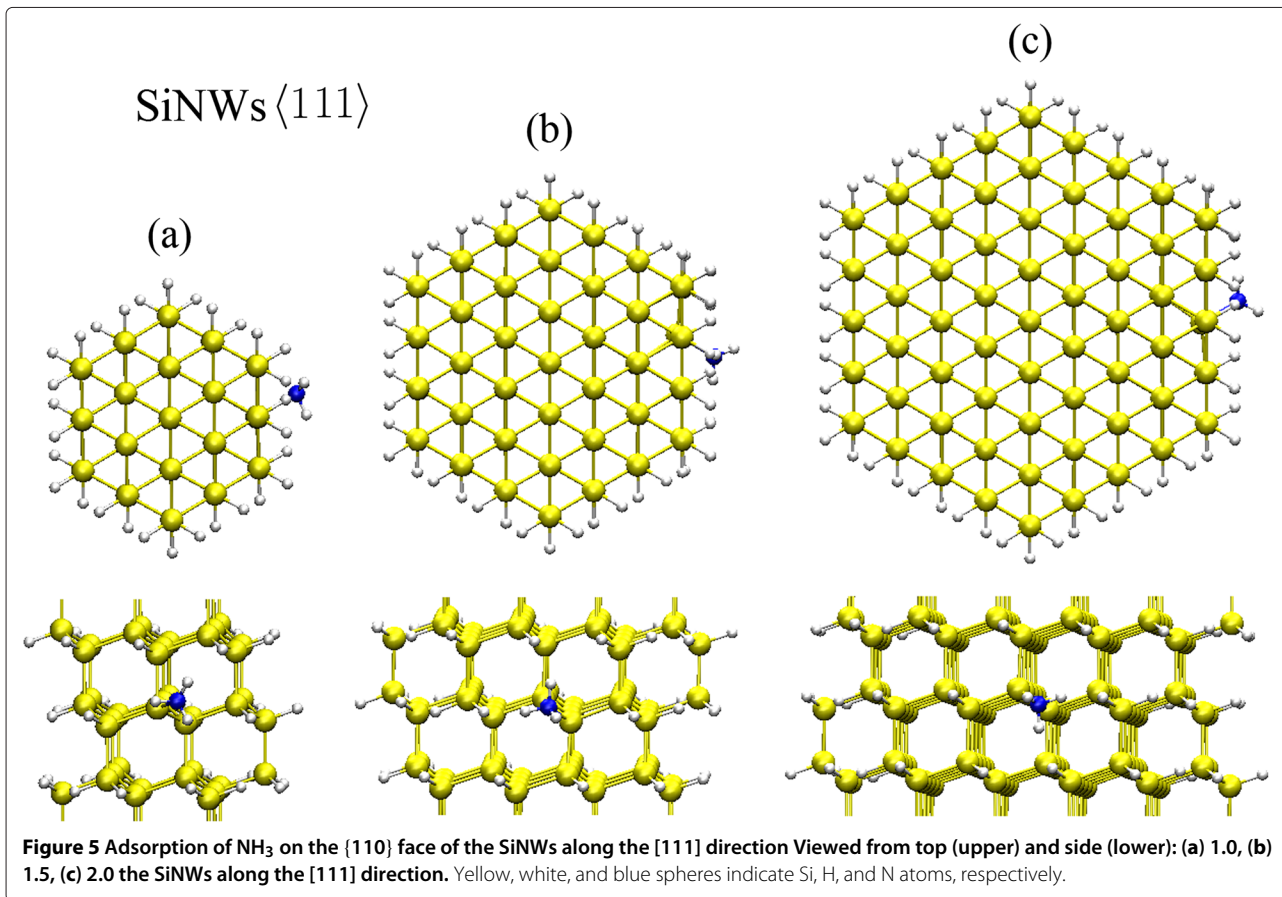 (c)
SiNWs ⟨111⟩
(b)
(a)
Figure 5 Adsorption of NH₃ on the {110} face of the SiNWs along the [111] direction Viewed from top (upper) and side (lower): (a) 1.0, (b)
1.5, (c) 2.0 the SiNWs along the [111] direction. Yellow, white, and blue spheres indicate Si, H, and N atoms, respectively.